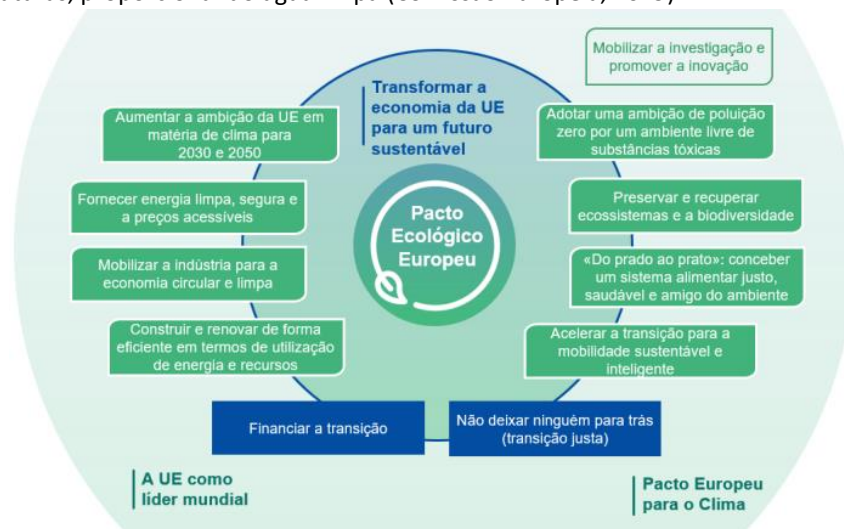 Mobilizar a investigação e
promover a inovação
Transformar a
economia da UE
para um futuro
sustentável
Aumentar a ambição da UE em
matéria de clima para
2030 e 2050
Adotar uma ambição de poluição
zero por um ambiente livre de
substâncias tóxicas
Fornecer energia limpa, segura e
a preços acessíveis
Preservar e recuperar
ecossistemas e a biodiversidade
Pacto
Ecológico
Europeu
Mobilizar a indústria para a
economia circular e limpa
«Do prado ao prato»: conceber
um sistema alimentar justo,
saudável e amigo do ambiente
Construir e renovar de forma
eficiente em termos de utilização
de energia e recursos
Acelerar a transição para a
mobilidade sustentável e
inteligente
Financiar a transição
Não deixar ninguém para trás
(transição justa)
A UE como
líder mundial
Pacto Europeu
para o Clima